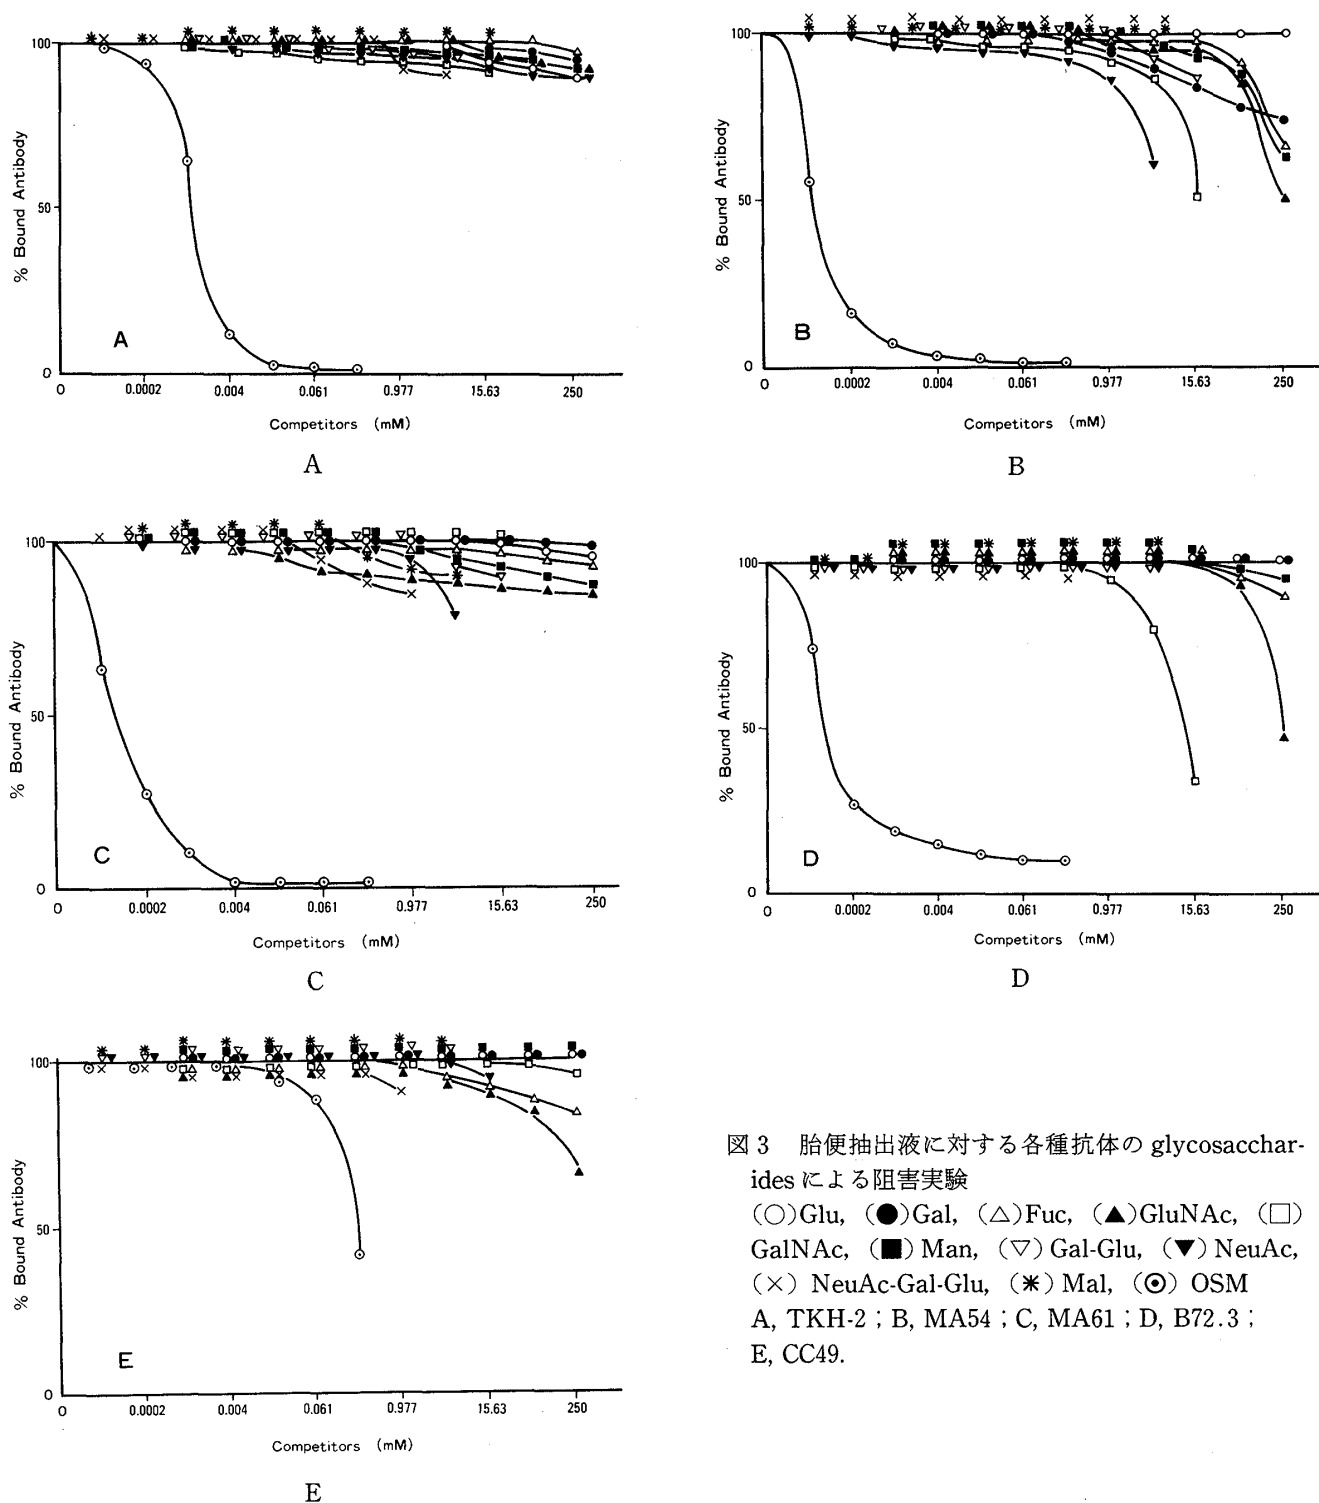 100
50
0
% Bound Antibody
A
0 0.0002 0.004 0.061 0.977 15.63 250
Competitors (mM)
A
100
50
0
% Bound Antibody
B
0 0.0002 0.004 0.061 0.977 15.63 250
Competitors (mM)
B
100
50
0
% Bound Antibody
C
0 0.0002 0.004 0.061 0.977 15.63 250
Competitors (mM)
C
100
50
0
% Bound Antibody
D
0 0.0002 0.004 0.061 0.977 15.63 250
Competitors (mM)
D
100
50
0
% Bound Antibody
E
0 0.0002 0.004 0.061 0.977 15.63 250
Competitors (mM)
E
図3 胎便抽出液に対する各種抗体の glycosacchar-
ides による阻害実験
(○)Glu, (●)Gal, (△)Fuc, (▲)GluNAc, (□)
GalNAc, (■) Man, (▽) Gal-Glu, (▼) NeuAc,
(×) NeuAc-Gal-Glu, (✳) Mal, (⊙) OSM
A, TKH-2 ; B, MA54 ; C, MA61 ; D, B72.3 ;
E, CC49.